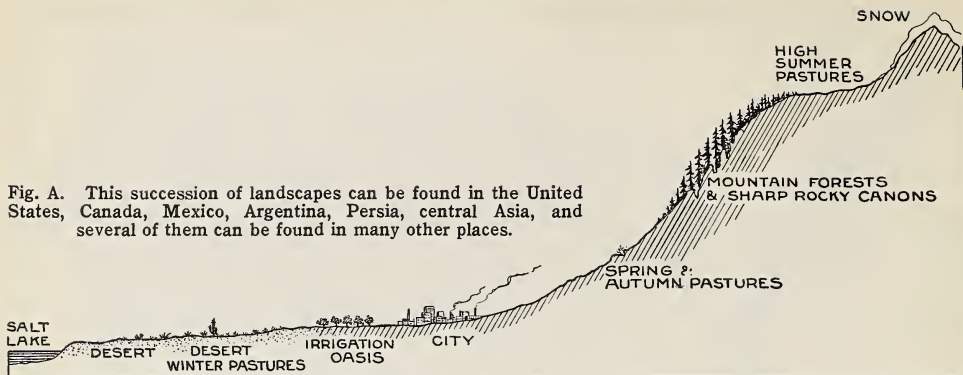 SNOW
HIGH
SUMMER
PASTURES
MOUNTAIN FORESTS
& SHARP ROCKY CANONS
Fig. A. This succession of landscapes can be found in the United
States, Canada, Mexico, Argentina, Persia, central Asia, and
several of them can be found in many other places.
SPRING &
AUTUMN PASTURES
SALT
LAKE
DESERT
DESERT
WINTER PASTURES
IRRIGATION
OASIS
CITY